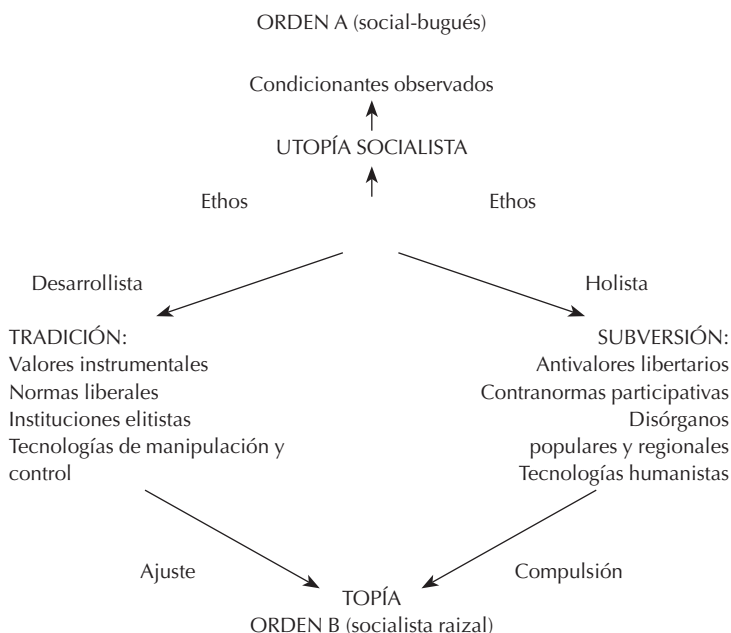 ORDEN A (social-bugués)
Condicionantes observados
UTOPÍA SOCIALISTA
Ethos
Ethos
Desarrollista
Holista
TRADICIÓN:
Valores instrumentales
Normas liberales
Instituciones elitistas
Tecnologías de manipulación y
control
SUBVERSIÓN:
Antivalores libertarios
Contranormas participativas
Disórganos
populares y regionales
Tecnologías humanistas
Ajuste
Compulsión
TOPÍA
ORDEN B (socialista raizal)